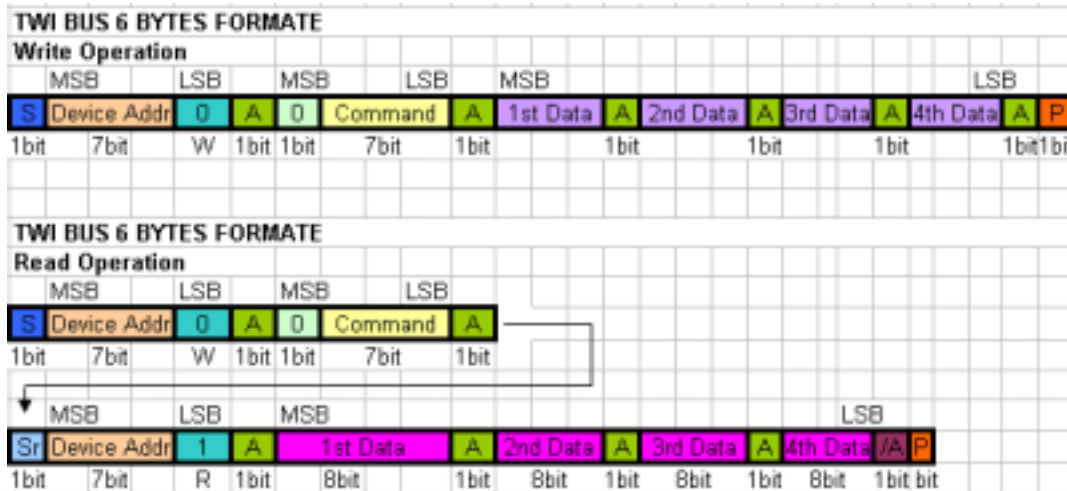 TWI BUS 6 BYTES FORMATE
Write Operation
MSB LSB MSB LSB MSB LSB
S Device Addr 0 A 0 Command A 1st Data A 2nd Data A 3rd Data A 4th Data A P
1bit 7bit W 1bit 1bit 7bit 1bit 1bit 1bit 1bit 1bit1bi
TWI BUS 6 BYTES FORMATE
Read Operation
MSB LSB MSB LSB
S Device Addr 0 A 0 Command A
1bit 7bit W 1bit 1bit 7bit 1bit
MSB LSB MSB LSB
Sr Device Addr 1 A 1st Data A 2nd Data A 3rd Data A 4th Data /A P
1bit 7bit R 1bit 8bit 1bit 8bit 1bit 8bit 1bit 8bit 1bit bit